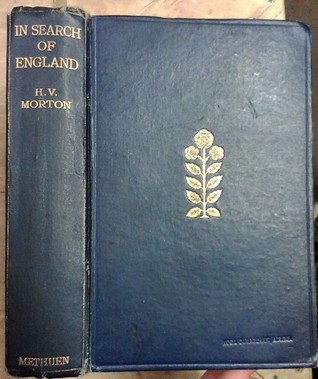 IN SEARCH
OF
ENGLAND
H. V.
MORTON
METHUEN